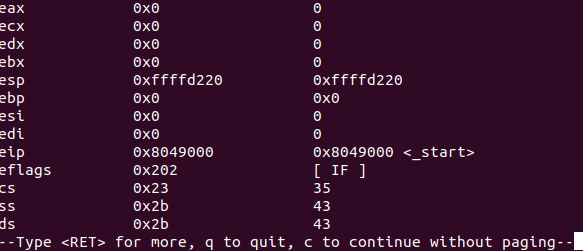 eax 0x0 0
ecx 0x0 0
edx 0x0 0
ebx 0x0 0
esp 0xffffd220 0xffffd220
ebp 0x0 0x0
esi 0x0 0
edi 0x0 0
eip 0x8049000 0x8049000 <_start>
eflags 0x202 [ IF ]
cs 0x23 35
ss 0x2b 43
ds 0x2b 43
--Type <RET> for more, q to quit, c to continue without paging--